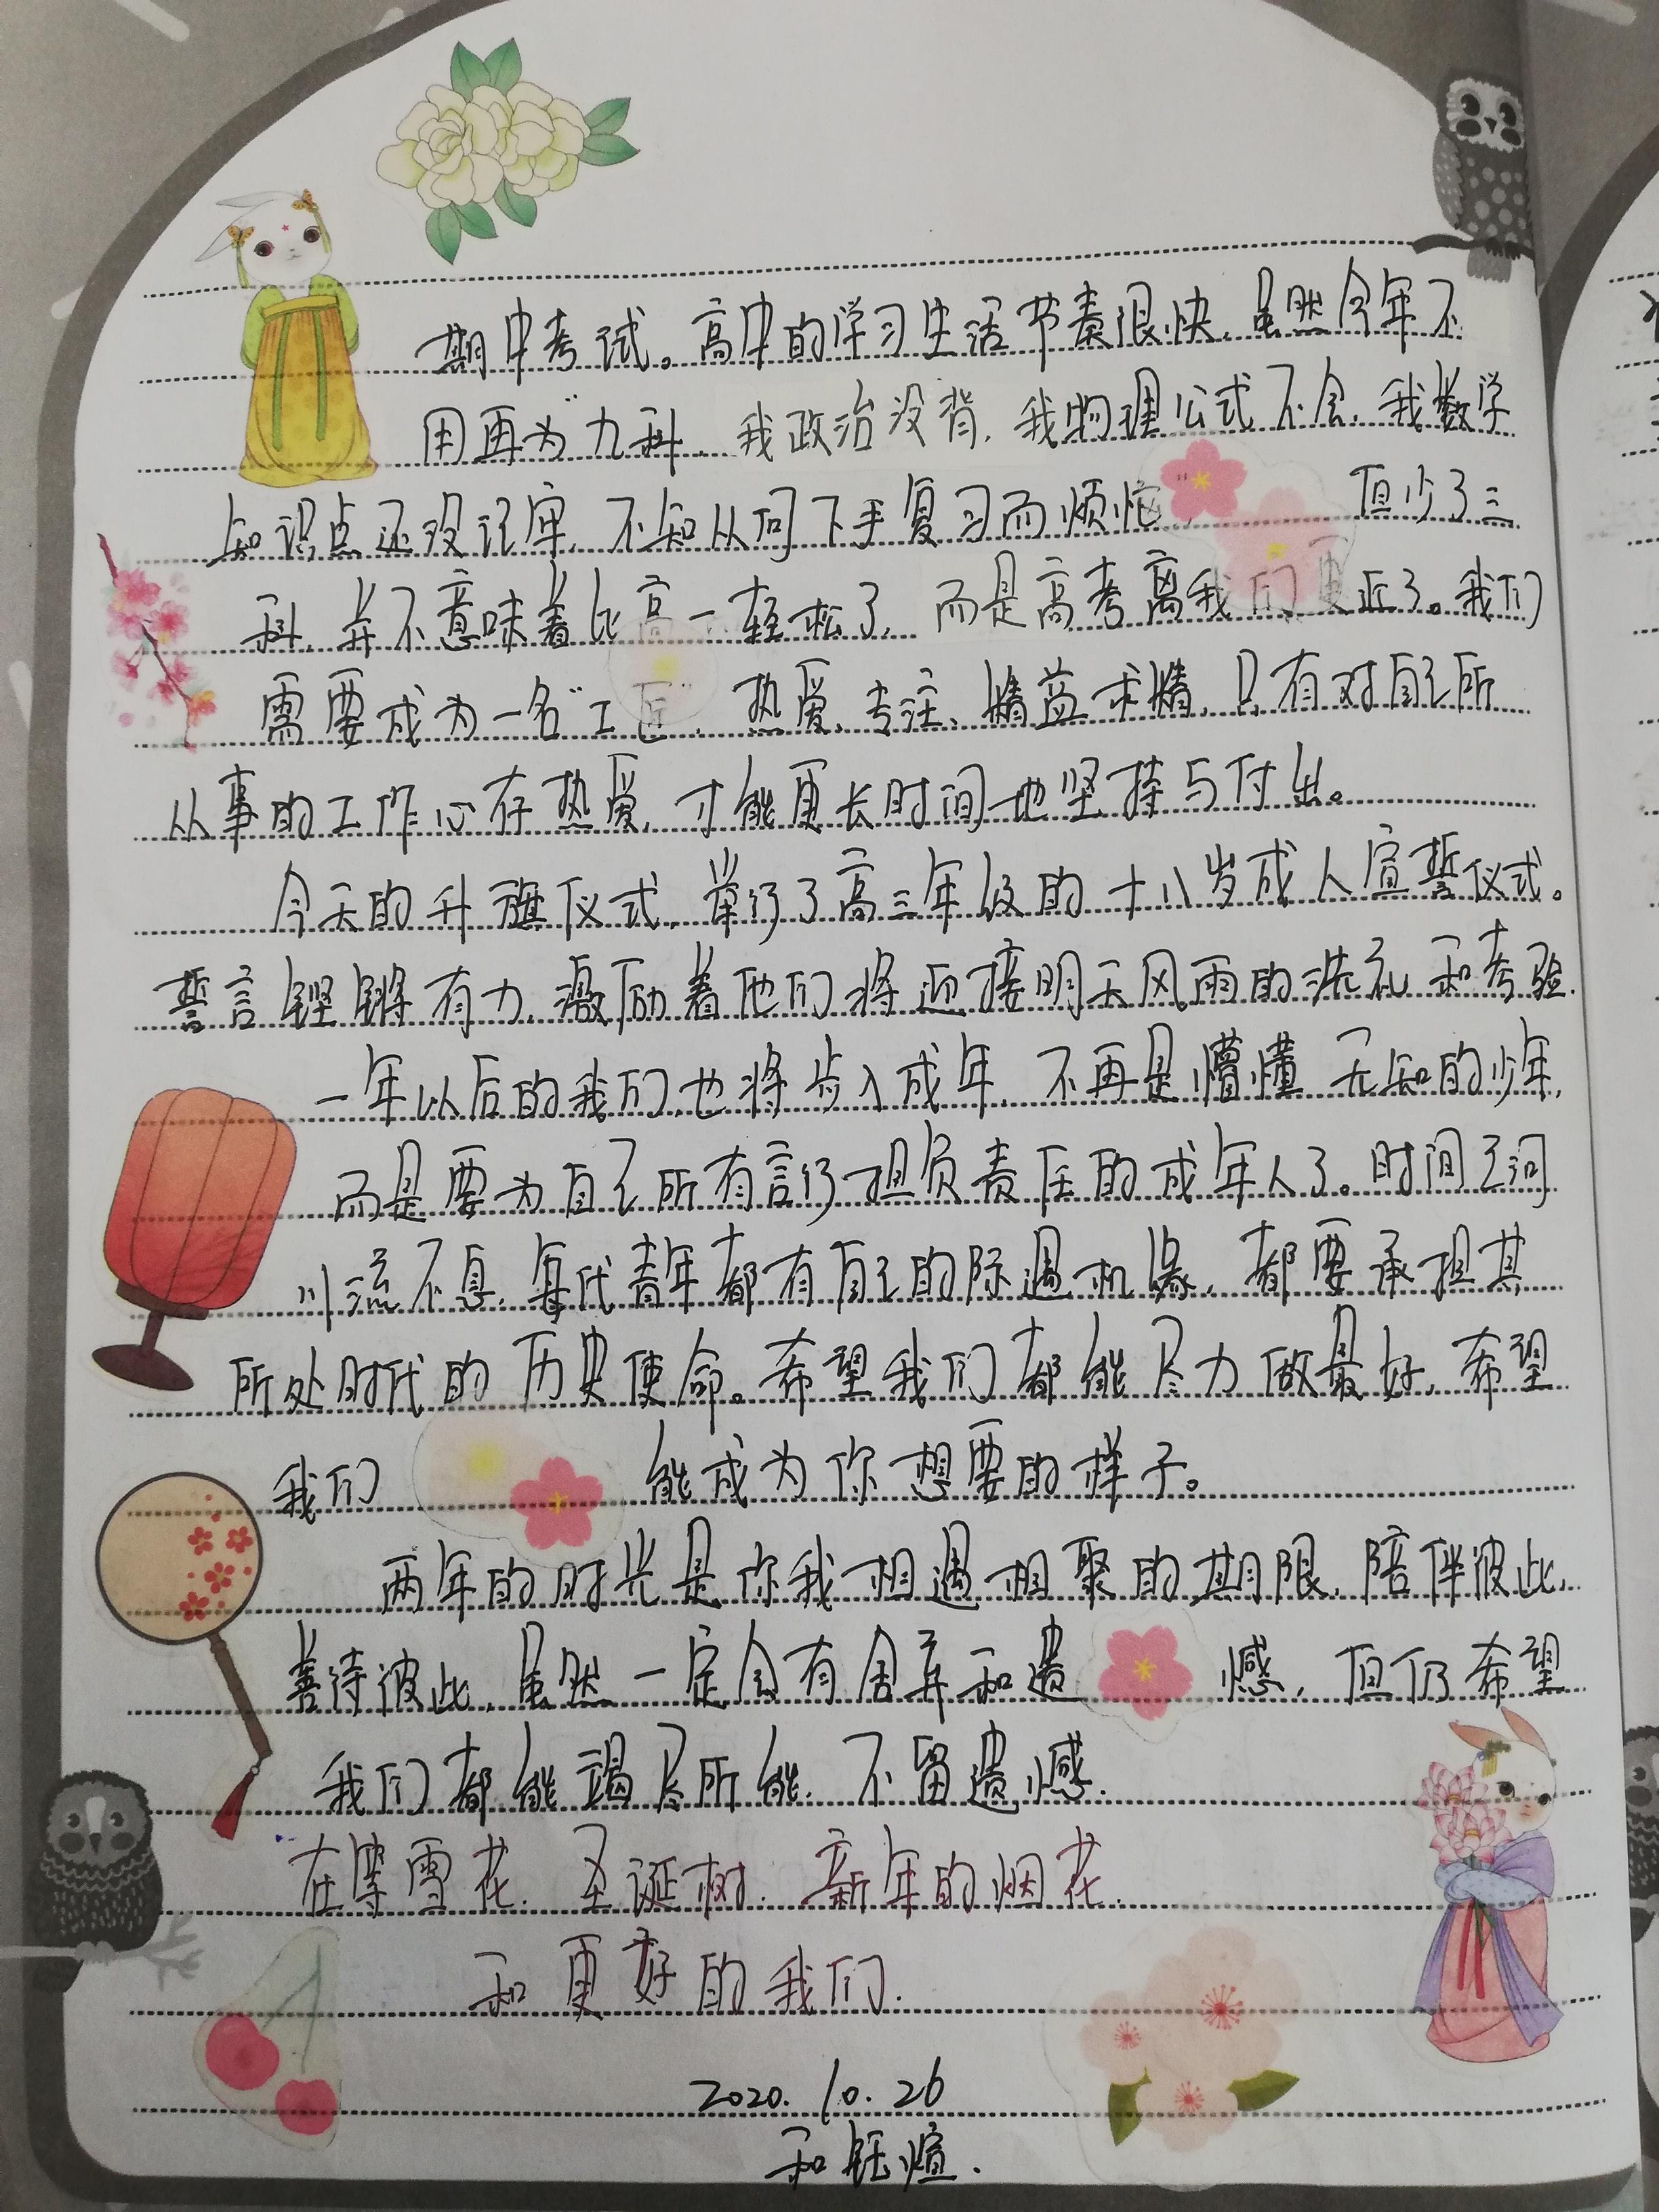 期中考试。高中的学习生活节奏很快,虽然今年不
用再为“九科,我政治没背,我物理公式不会,我数学
知识点还没记牢,不知从何下手复习而烦恼” 但少了三
科,并不意味着比高一轻松了,而是高考离我们更近了。我们
需要成为一名“工匠”,热爱、专注、精益求精,只有对自己所
从事的工作心存热爱,才能更长时间地坚持与付出。
今天的升旗仪式,举行了高三年级的十八岁成人宣誓仪式。
誓言铿锵有力,激励着他们将迎接明天风雨的洗礼和考验.
一年以后的我们,也将步入成年,不再是懵懂无知的少年,
而是要为自己所有言行担负责任的成年人了。时间之河
川流不息,每代青年都有自己的际遇机缘,都要承担其
所处时代的历史使命。希望我们都能尽力做最好,希望
我们 能成为你想要的样子。
两年的时光是你我相遇相聚的期限,陪伴彼此,
善待彼此,虽然一定会有舍弃和遗 憾,但仍希望
我们都能竭尽所能,不留遗憾.
在等雪花.圣诞树.新年的烟花.
和更好的我们.
2020.10.26
和钰煊.